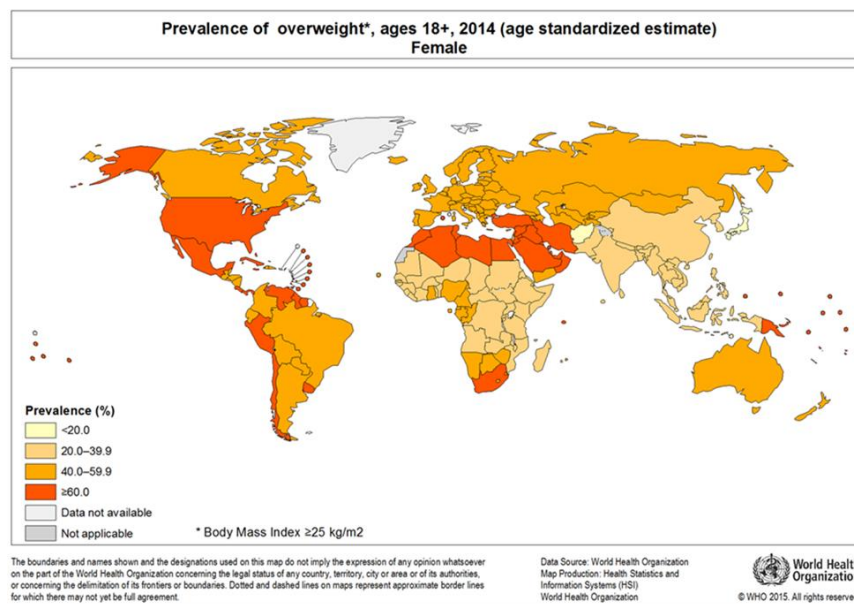 Prevalence of overweight*, ages 18+, 2014 (age standardized estimate)
Female
Prevalence (%)
<20.0
20.0–39.9
40.0–59.9
≥60.0
Data not available
Not applicable
* Body Mass Index ≥25 kg/m2
The boundaries and names shown and the designations used on this map do not imply the expression of any opinion whatsoever
on the part of the World Health Organization concerning the legal status of any country, territory, city or area or of its authorities,
or concerning the delimitation of its frontiers or boundaries. Dotted and dashed lines on maps represent approximate border lines
for which there may not yet be full agreement.
Data Source: World Health Organization
Map Production: Health Statistics and
Information Systems (HSI)
World Health Organization
World Healt
Organizatio
© WHO 2015. All rights reserve